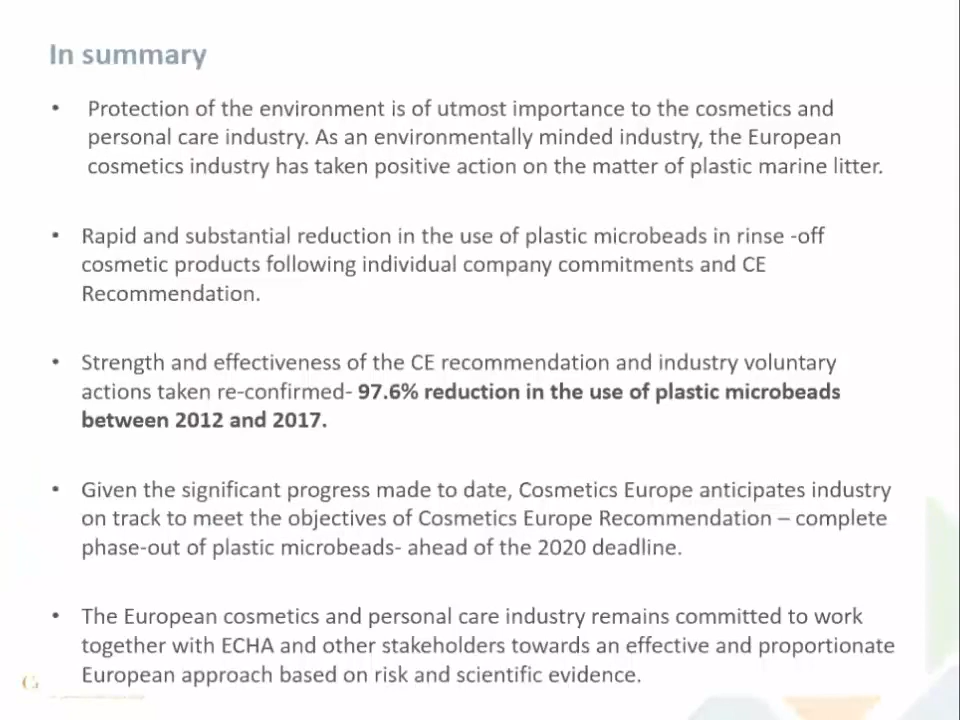 In summary
• Protection of the environment is of utmost importance to the cosmetics and
personal care industry. As an environmentally minded industry, the European
cosmetics industry has taken positive action on the matter of plastic marine litter.
• Rapid and substantial reduction in the use of plastic microbeads in rinse -off
cosmetic products following individual company commitments and CE
Recommendation.
• Strength and effectiveness of the CE recommendation and industry voluntary
actions taken re-confirmed- 97.6% reduction in the use of plastic microbeads
between 2012 and 2017.
• Given the significant progress made to date, Cosmetics Europe anticipates industry
on track to meet the objectives of Cosmetics Europe Recommendation – complete
phase-out of plastic microbeads- ahead of the 2020 deadline.
• The European cosmetics and personal care industry remains committed to work
together with ECHA and other stakeholders towards an effective and proportionate
European approach based on risk and scientific evidence.